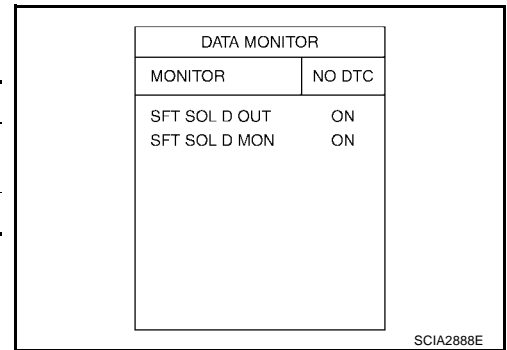 DATA MONITOR
MONITOR NO DTC
SFT SOL D OUT ON
SFT SOL D MON ON
SCIA2888E